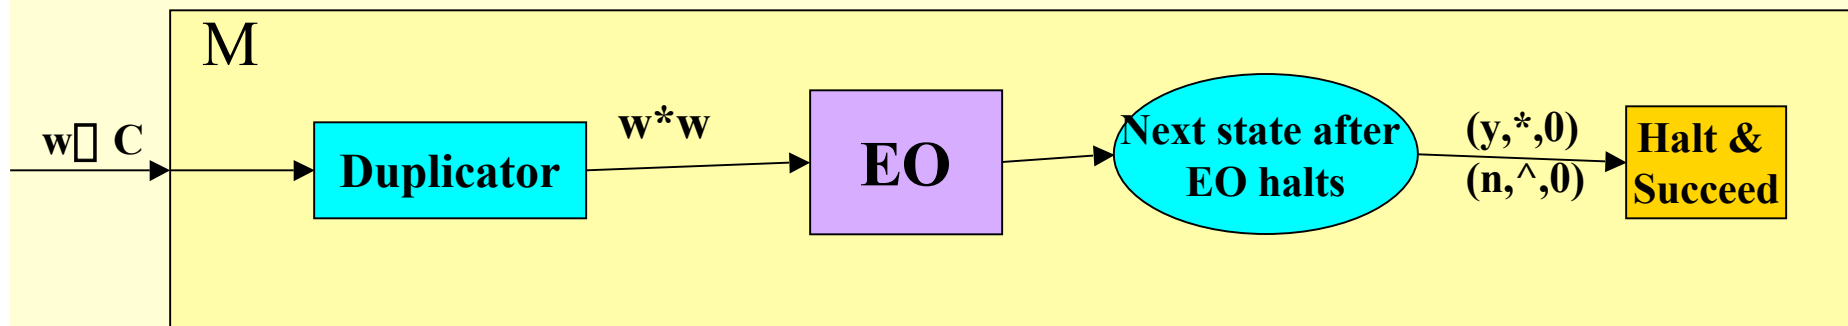 M
w▯ C
Duplicator
w*w
EO
Next state after
EO halts
(y,*,0)
(n,^,0)
Halt &
Succeed